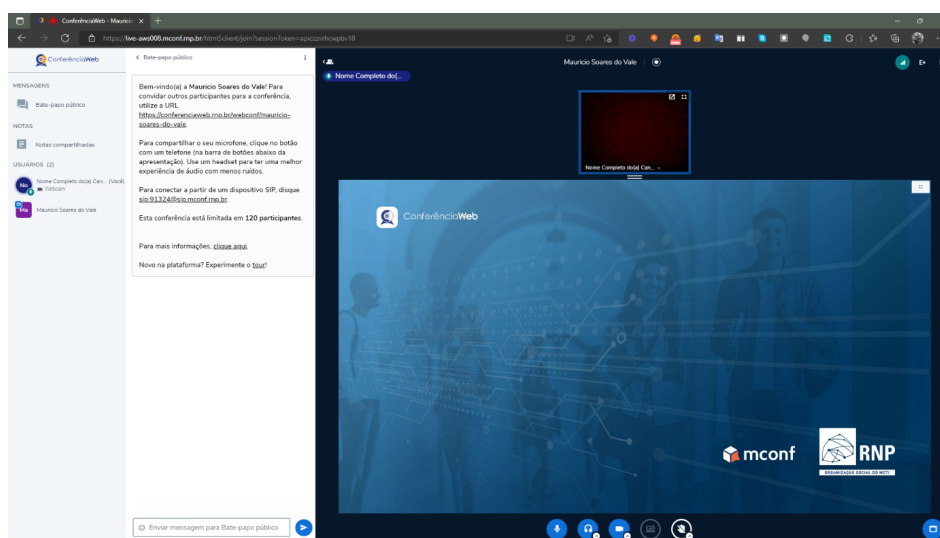 ConferênciaWeb - Mauricio
https://live-aws008.mconf.rnp.br/html5client/join?sessionToken=
ConferênciaWeb
MENSAGENS
Bate-papo público
NOTAS
Notas compartilhadas
USUÁRIOS (2)
No
Nome Completo do(a) Can... (Você)
Webcam
Ma
Mauricio Soares do Vale
Bate-papo público
Bem-vindo(a) a Mauricio Soares do Vale! Para
convidar outros participantes para a conferência,
utilize a URL
https://conferenciaweb.rnp.br/webconf/mauricio-
soares-do-vale.
Para compartilhar o seu microfone, clique no botão
com um telefone (na barra de botões abaixo da
apresentação). Use um headset para ter uma melhor
experiência de áudio com menos ruídos.
Para conectar a partir de um dispositivo SIP, disque
sip:91324@sip.mconf.rnp.br.
Esta conferência está limitada em 120 participantes.
Para mais informações, clique aqui.
Novo na plataforma? Experimente o tour!
Enviar mensagem para Bate-papo público
Mauricio Soares do Vale
Nome Completo do(...
Nome Completo do(a) Can...
ConferênciaWeb
mconf
RNP
ORGANIZAÇÃO SOCIAL DO MCTI